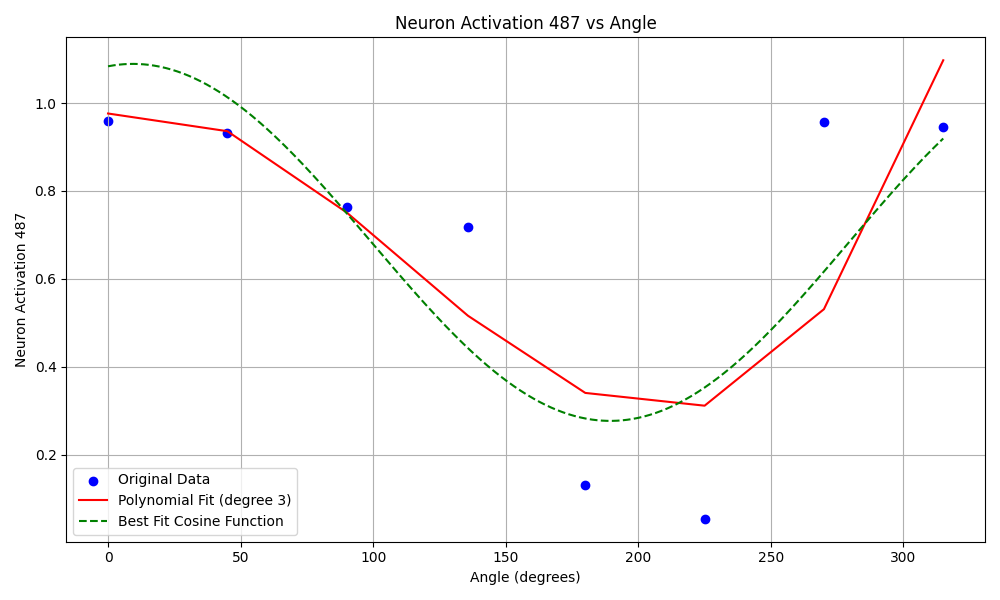 Neuron Activation 487 vs Angle
Neuron Activation 487
1.0
0.8
0.6
0.4
0.2
Original Data
Polynomial Fit (degree 3)
Best Fit Cosine Function
0 50 100 150 200 250 300
Angle (degrees)